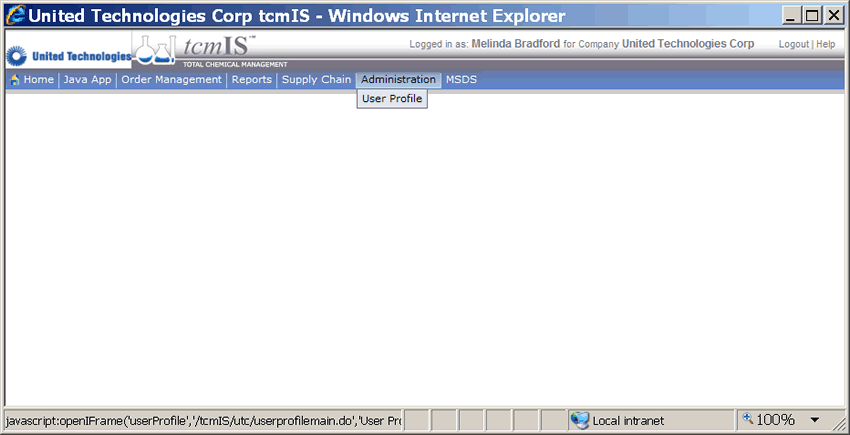 United Technologies Corp tcmIS - Windows Internet Explorer
United Technologies tcmIS Logged in as: Melinda Bradford for Company United Technologies Corp Logout | Help
TOTAL CHEMICAL MANAGEMENT
Home Java App Order Management Reports Supply Chain Administration MSDS
User Profile
javascript:openIFrame('userProfile','/tcmIS/utc/userprofilemain.do','User Pro Local intranet 100%